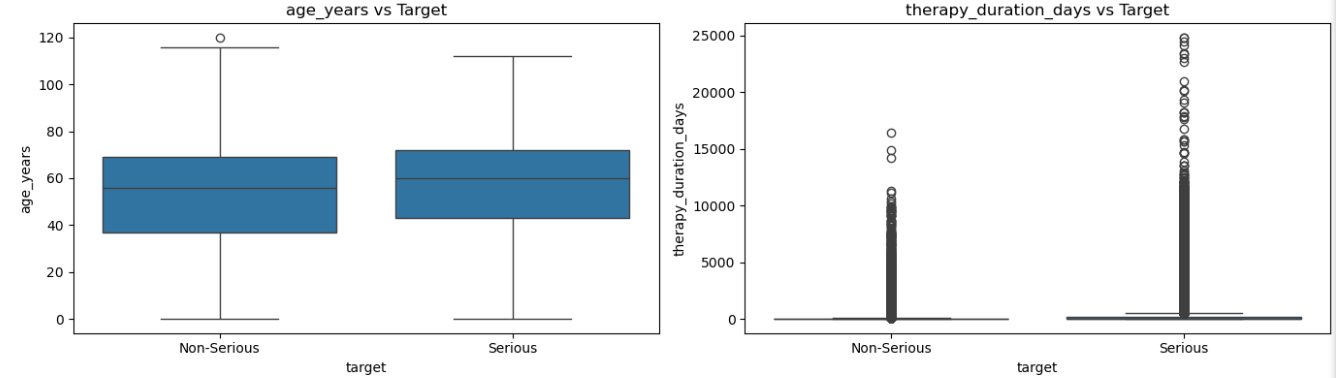 age_years vs Target
120
100
80
60
40
20
0
age_years
Non-Serious
Serious
target
therapy_duration_days vs Target
25000
20000
15000
10000
5000
0
therapy_duration_days
Non-Serious
Serious
target